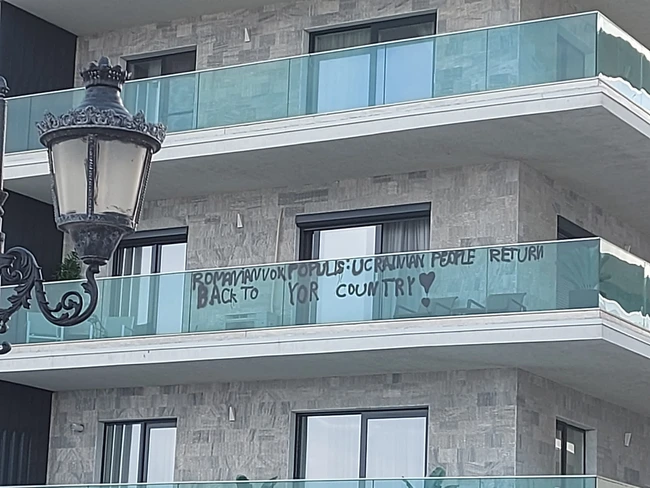 ROMANIAN VOX POPULIS: UCRAINIAN PEOPLE RETURN
BACK TO YOR COUNTRY ♥!